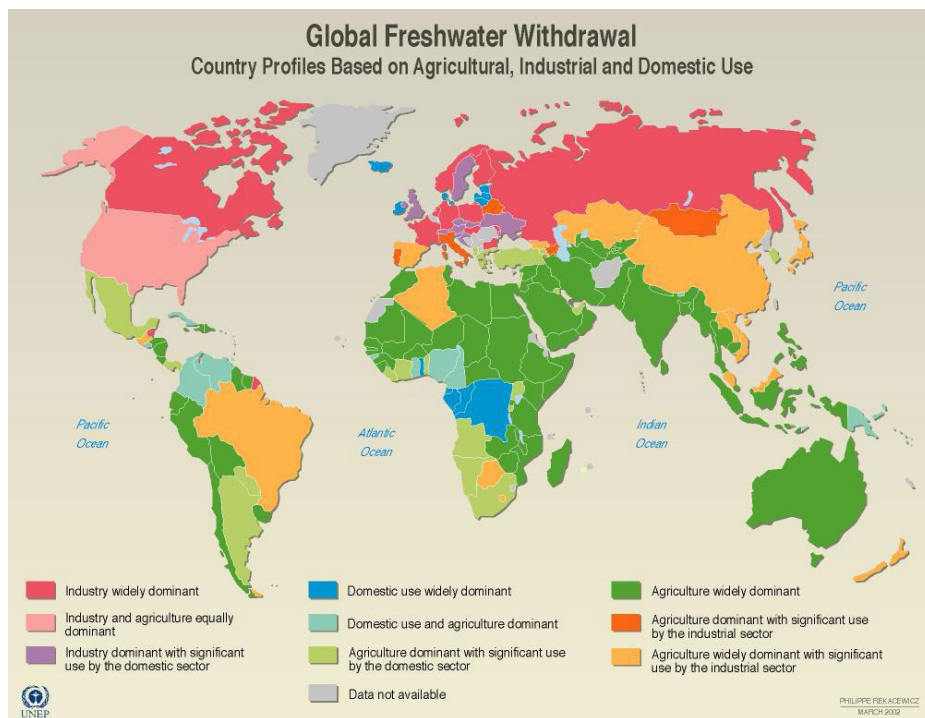 Global Freshwater Withdrawal
Country Profiles Based on Agricultural, Industrial and Domestic Use
Pacific
Ocean
Pacific
Ocean
Atlantic
Ocean
Indian
Ocean
Industry widely dominant
Industry and agriculture equally
dominant
Industry dominant with significant
use by the domestic sector
Domestic use widely dominant
Domestic use and agriculture dominant
Agriculture dominant with significant use
by the domestic sector
Data not available
Agriculture widely dominant
Agriculture dominant with significant use
by the industrial sector
Agriculture widely dominant with significant
use by the industrial sector
UNEP
PHILIPPE REKACEWICZ
MARCH 2002